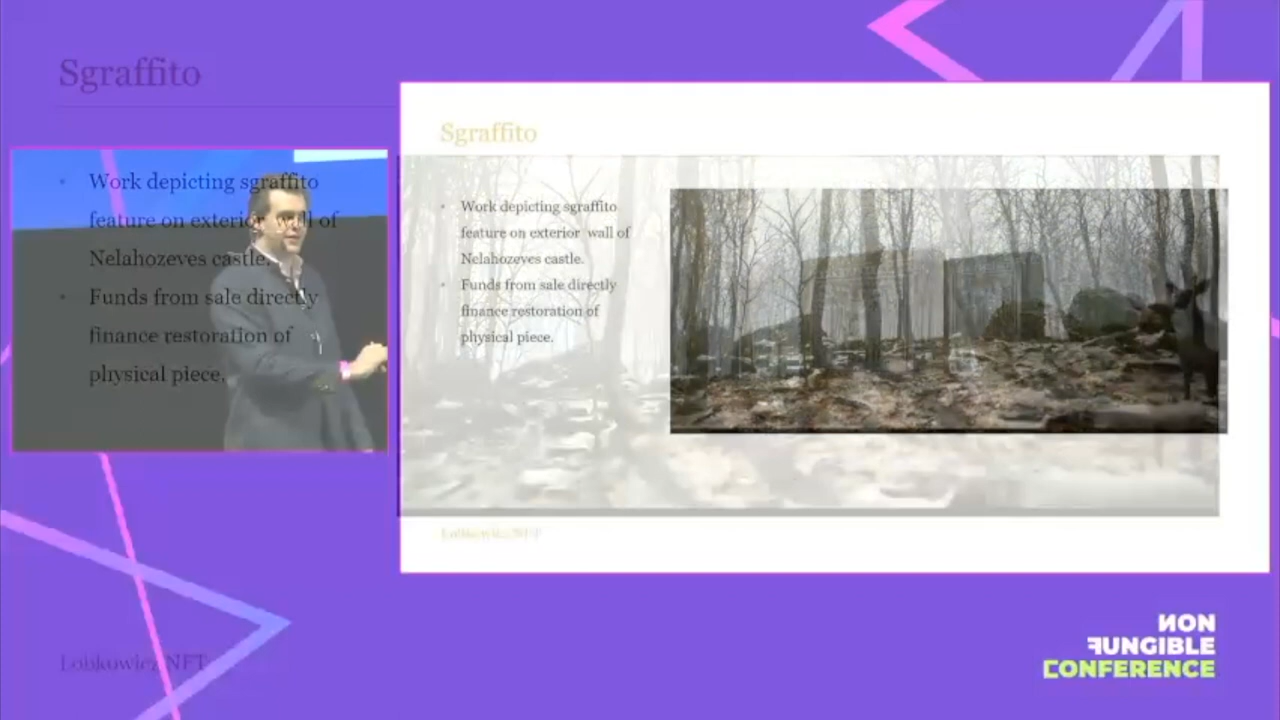 Sgraffito
• Work depicting sgraffito
feature on exterior wall of
Nelahozeves castle.
• Funds from sale directly
finance restoration of
physical piece.
Lobkowicz NFT
Sgraffito
• Work depicting sgraffito
feature on exterior wall of
Nelahozeves castle.
• Funds from sale directly
finance restoration of
physical piece.
Lobkowicz NFT
NON
FUNGIBLE
CONFERENCE